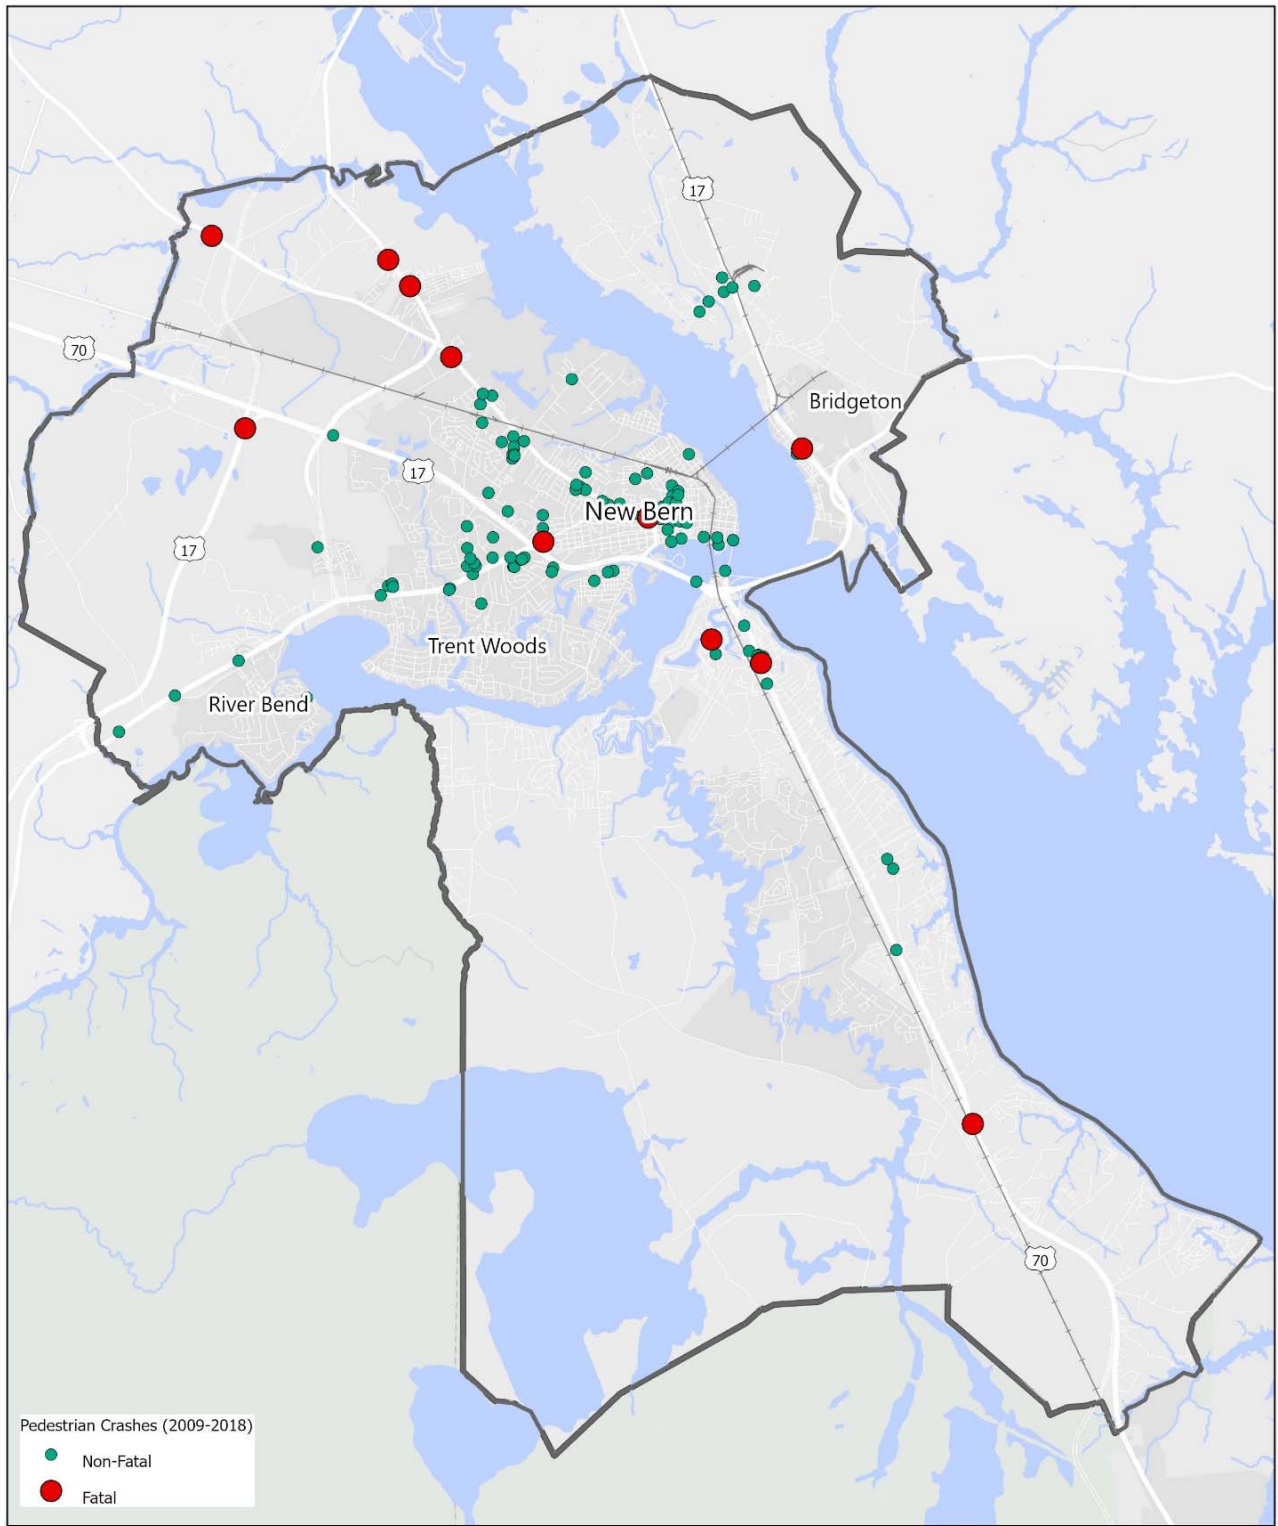 17
70
Bridgeton
17
New Bern
17
Trent Woods
River Bend
70
Pedestrian Crashes (2009-2018)
Non-Fatal
Fatal